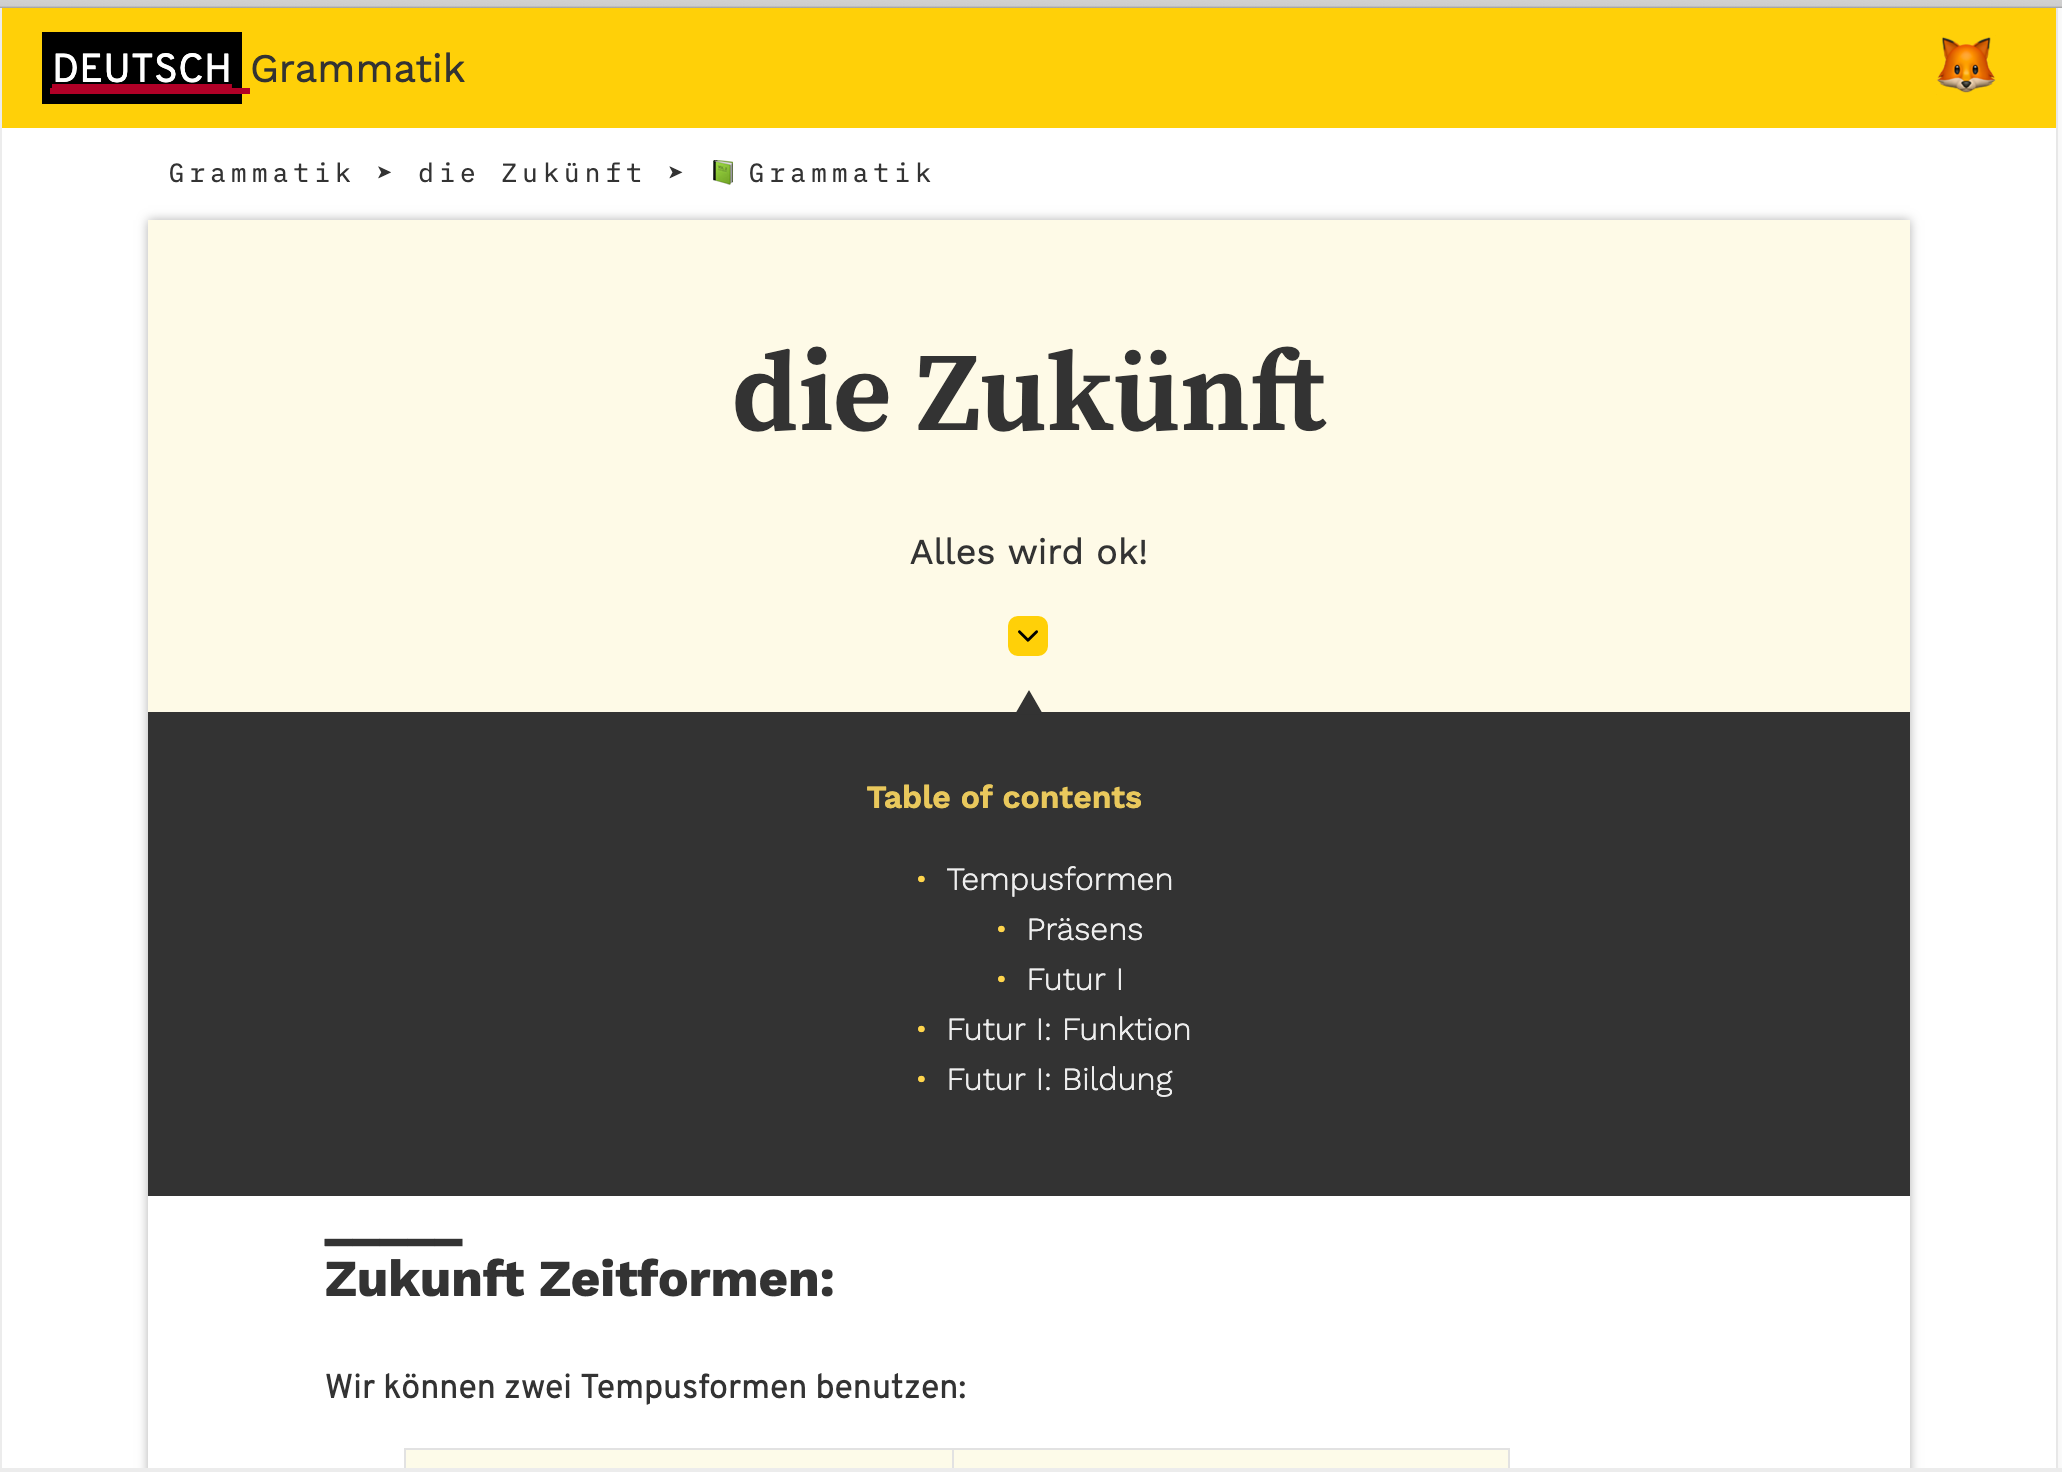 DEUTSCH Grammatik
Grammatik ➤ die Zukünft ➤ 📗 Grammatik
die Zukünft
Alles wird ok!
Table of contents
• Tempusformen
• Präsens
• Futur I
• Futur I: Funktion
• Futur I: Bildung
Zukunft Zeitformen:
Wir können zwei Tempusformen benutzen: